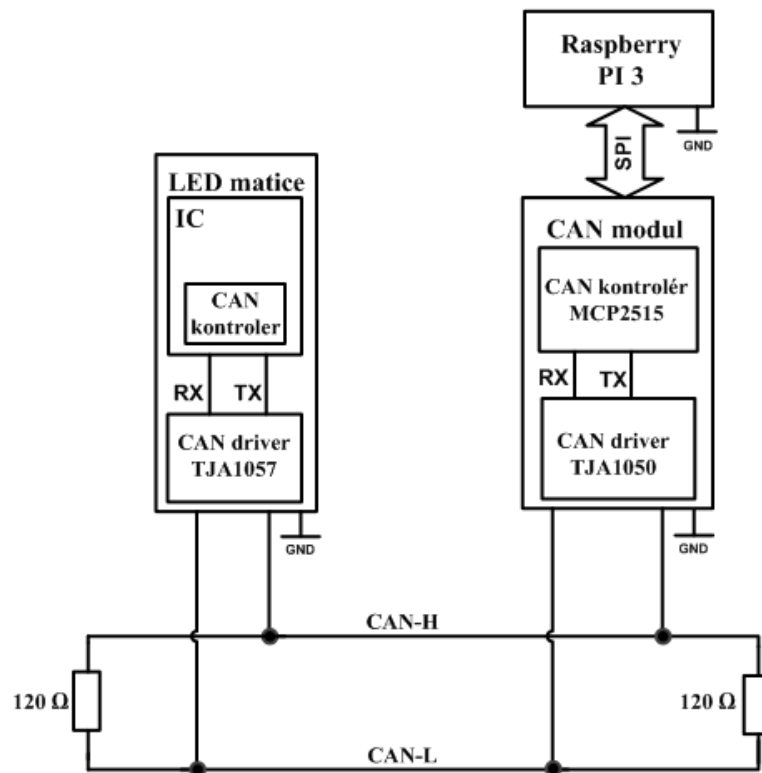 Raspberry
PI 3
GND
SPI
LED matice
IC
CAN
kontroler
RX
TX
CAN driver
TJA1057
GND
CAN modul
CAN kontrolér
MCP2515
RX
TX
CAN driver
TJA1050
GND
CAN-H
120 Ω
120 Ω
CAN-L